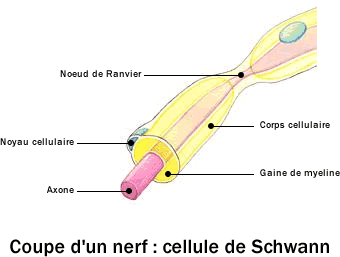 Noeud de Ranvier
Corps cellulaire
Noyau cellulaire
Gaine de myeline
Axone
Coupe d'un nerf : cellule de Schwann